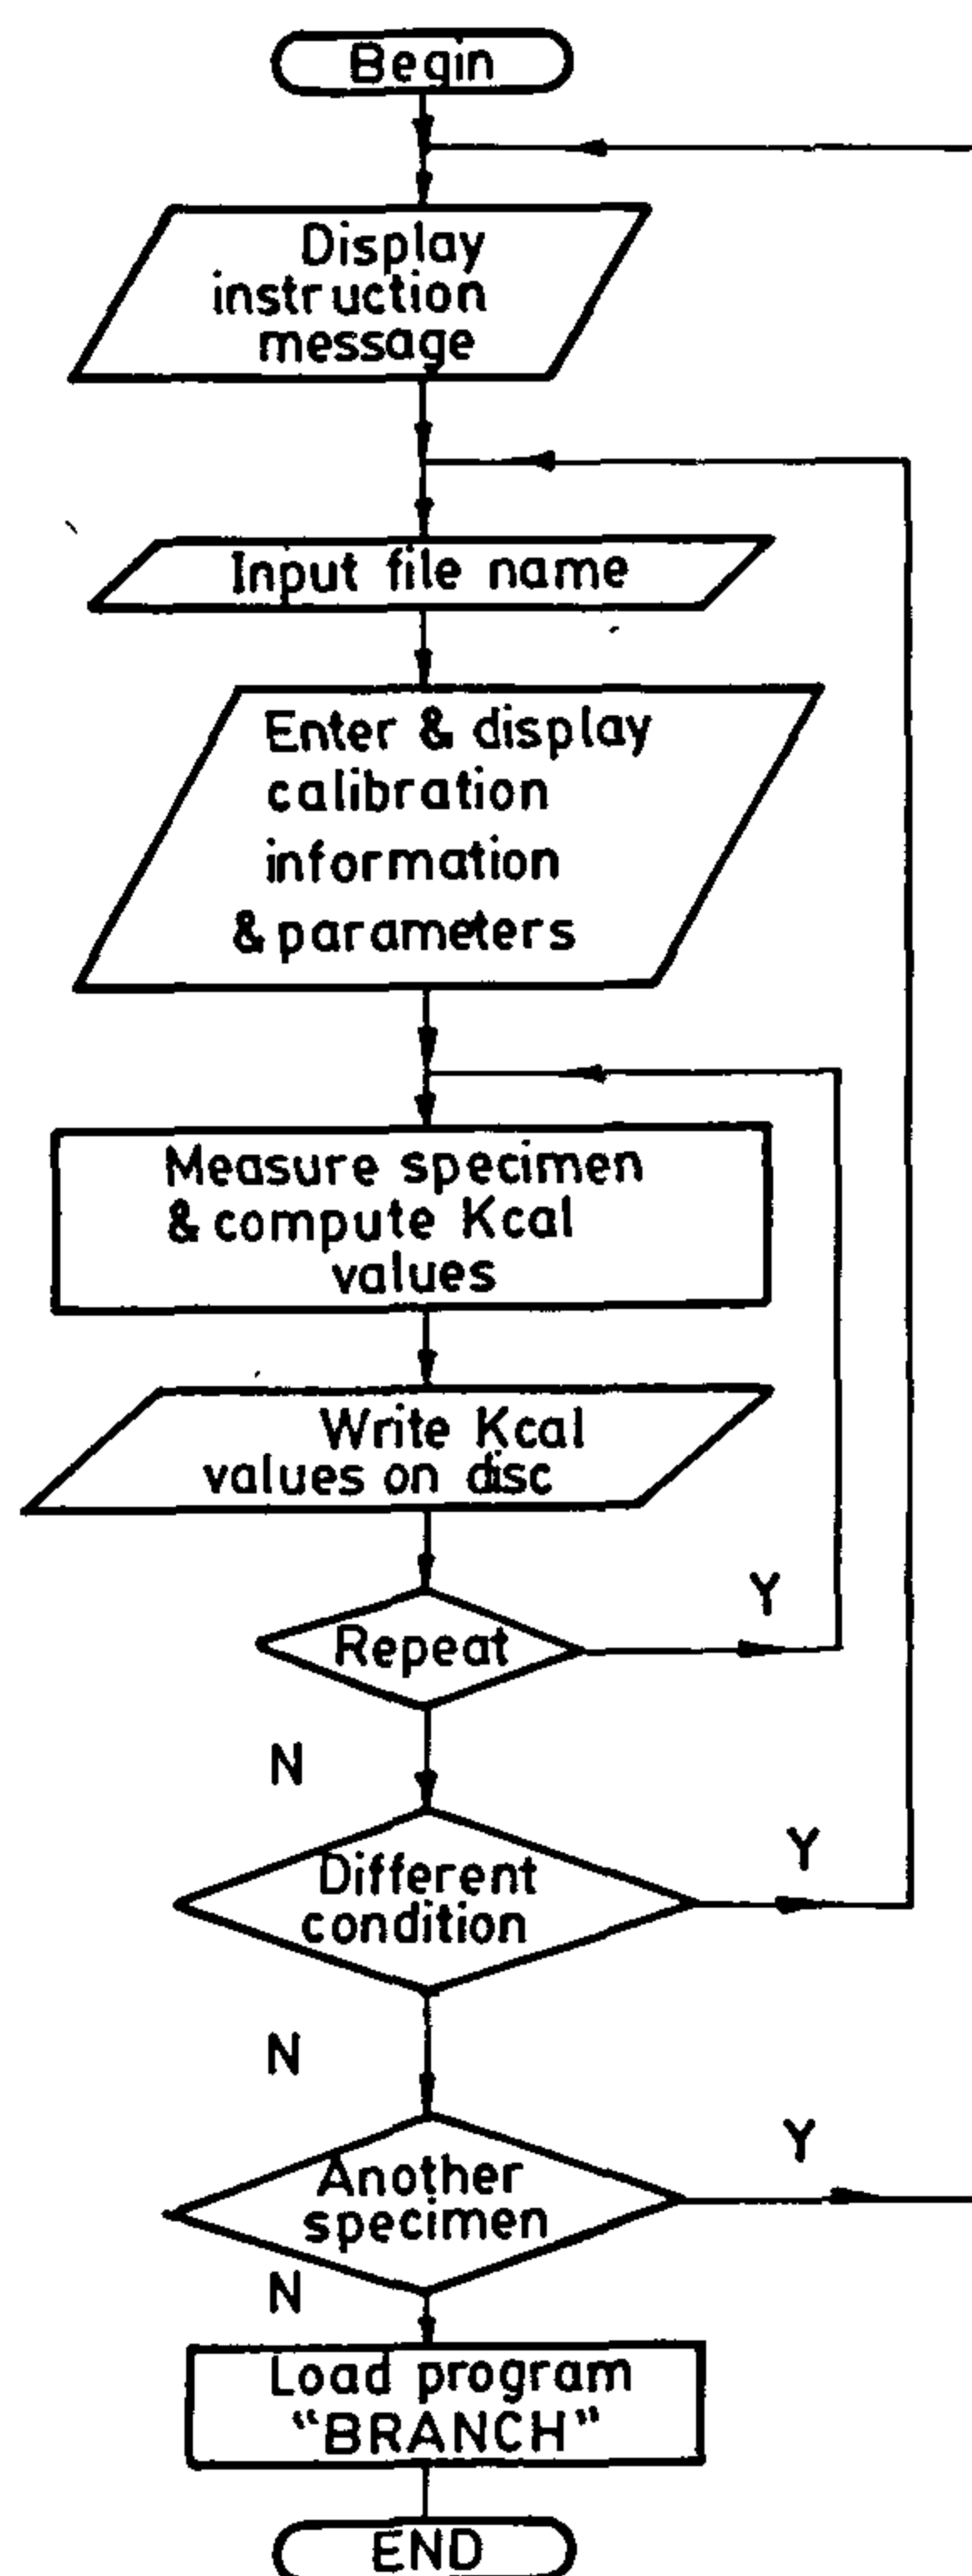 Begin
Display
instruction
message
Input file name
Enter & display
calibration
information
& parameters
Measure specimen
& compute Kcal
values
Write Kcal
values on disc
Repeat
Y
N
Different
condition
Y
N
Another
specimen
Y
N
Load program
"BRANCH"
END